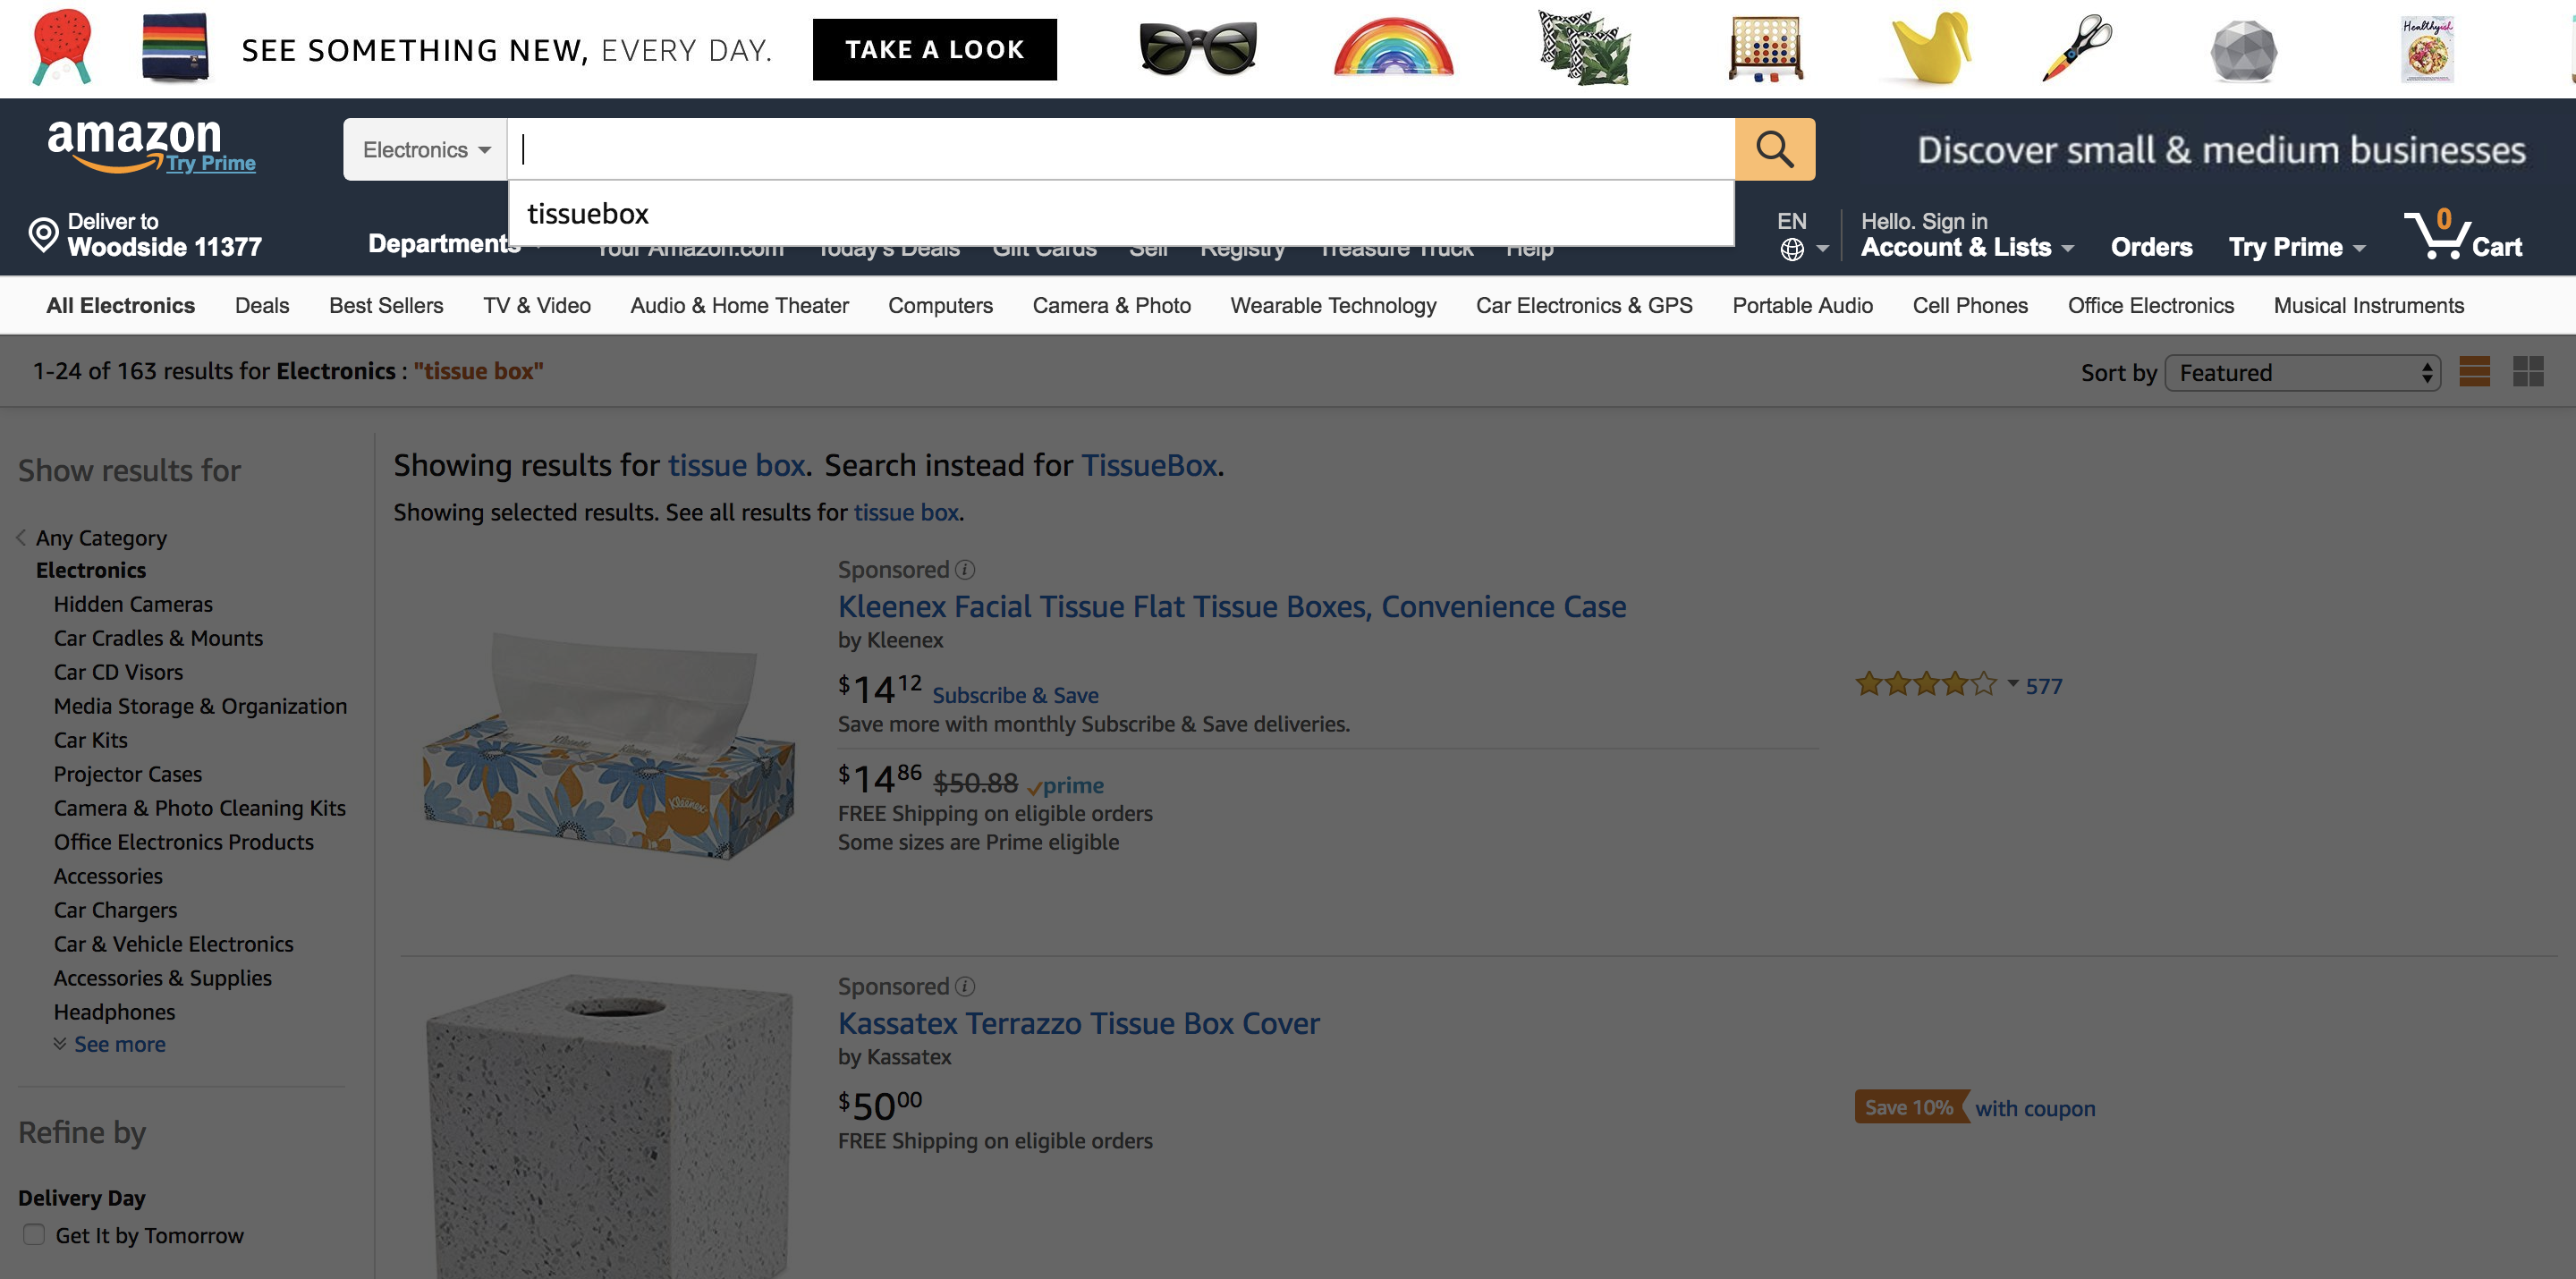 SEE SOMETHING NEW, EVERY DAY.
TAKE A LOOK
Healthyish
amazon
Try Prime
Electronics
Discover small & medium businesses
tissuebox
Deliver to
Woodside 11377
Departments
Your Amazon.com
Today's Deals
Gift Cards
Sell
Registry
Treasure Truck
Help
EN
Hello. Sign in
Account & Lists
Orders
Try Prime
0
Cart
All Electronics
Deals
Best Sellers
TV & Video
Audio & Home Theater
Computers
Camera & Photo
Wearable Technology
Car Electronics & GPS
Portable Audio
Cell Phones
Office Electronics
Musical Instruments
1-24 of 163 results for Electronics : "tissue box"
Sort by
Featured
Show results for
Any Category
Electronics
Hidden Cameras
Car Cradles & Mounts
Car CD Visors
Media Storage & Organization
Car Kits
Projector Cases
Camera & Photo Cleaning Kits
Office Electronics Products
Accessories
Car Chargers
Car & Vehicle Electronics
Accessories & Supplies
Headphones
See more
Refine by
Delivery Day
Get It by Tomorrow
Showing results for tissue box. Search instead for TissueBox.
Showing selected results. See all results for tissue box.
Sponsored
Kleenex Facial Tissue Flat Tissue Boxes, Convenience Case
by Kleenex
$14 12 Subscribe & Save
Save more with monthly Subscribe & Save deliveries.
$14 86 $50.88 prime
FREE Shipping on eligible orders
Some sizes are Prime eligible
577
Kleenex
Sponsored
Kassatex Terrazzo Tissue Box Cover
by Kassatex
$50 00
FREE Shipping on eligible orders
Save 10% with coupon